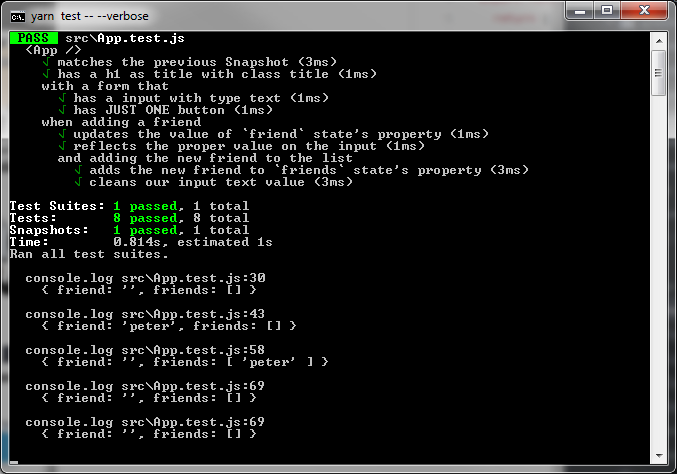 yarn test -- --verbose
PASS src\App.test.js
<App />
√ matches the previous Snapshot (3ms)
√ has a h1 as title with class title (1ms)
with a form that
√ has a input with type text (1ms)
√ has JUST ONE button (1ms)
when adding a friend
√ updates the value of `friend` state's property (1ms)
√ reflects the proper value on the input (1ms)
and adding the new friend to the list
√ adds the new friend to `friends` state's property (3ms)
√ cleans our input text value (3ms)
Test Suites: 1 passed, 1 total
Tests: 8 passed, 8 total
Snapshots: 1 passed, 1 total
Time: 0.814s, estimated 1s
Ran all test suites.
console.log src\App.test.js:30
{ friend: '', friends: [] }
console.log src\App.test.js:43
{ friend: 'peter', friends: [] }
console.log src\App.test.js:58
{ friend: '', friends: [ 'peter' ] }
console.log src\App.test.js:69
{ friend: '', friends: [] }
console.log src\App.test.js:69
{ friend: '', friends: [] }